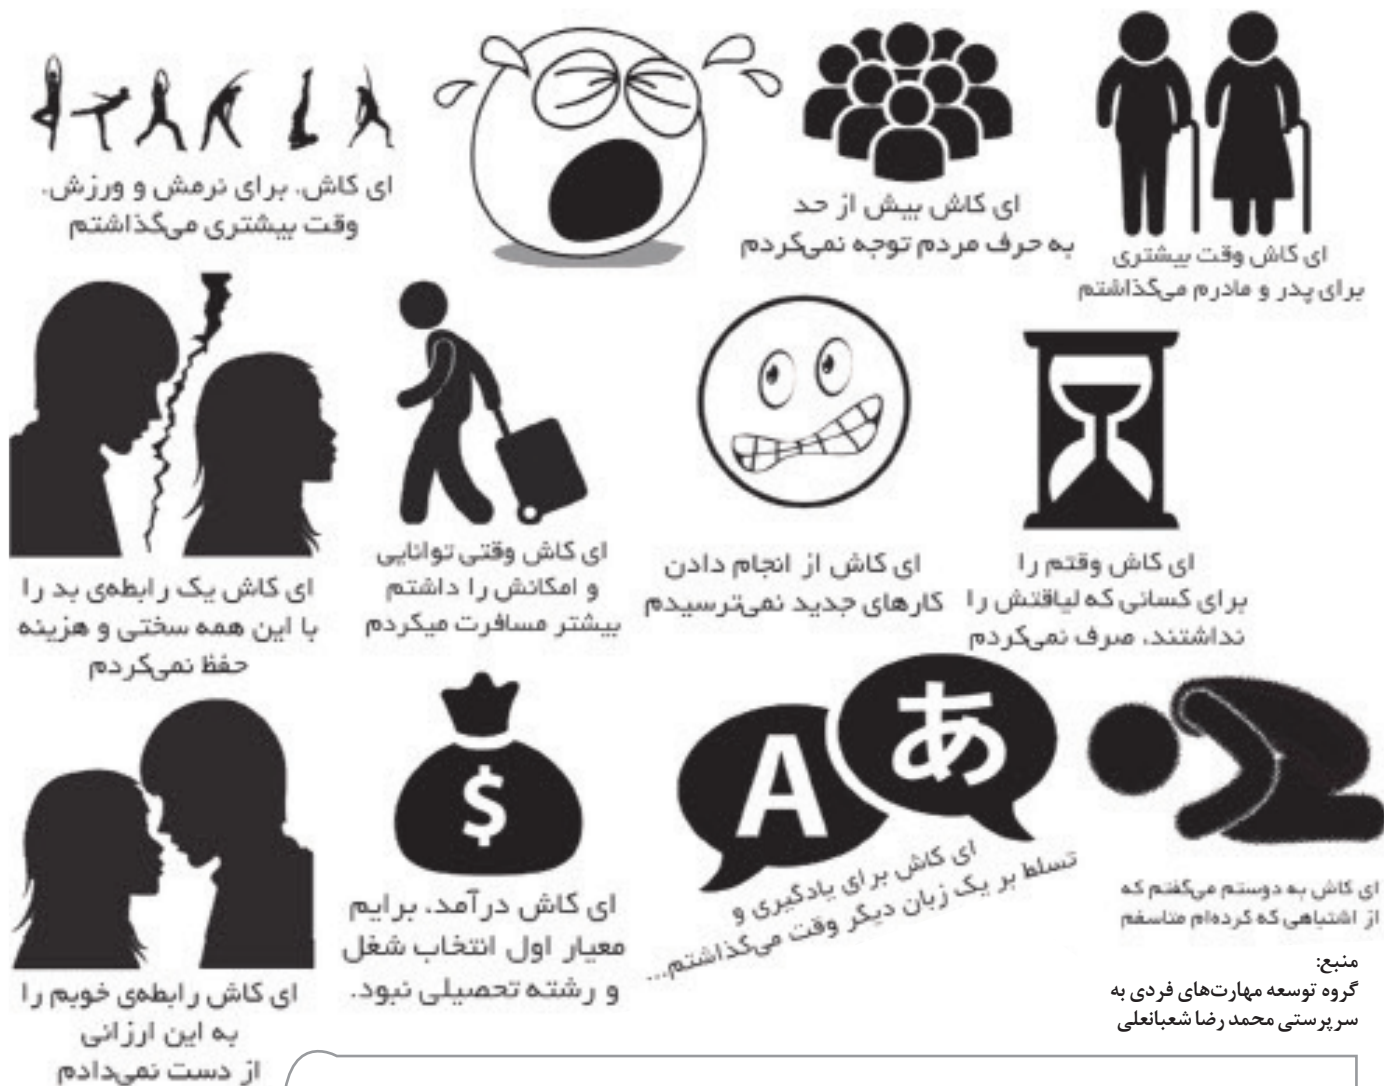 ای کاش وقت بیشتری
برای پدر و مادرم می‌گذاشتم
ای کاش بیش از حد
به حرف مردم توجه نمی‌کردم
ای کاش، برای نرمش و ورزش،
وقت بیشتری می‌گذاشتم
ای کاش وقتم را
برای کسانی که لیاقتش را
نداشتند، صرف نمی‌کردم
ای کاش از انجام دادن
کارهای جدید نمی‌ترسیدم
ای کاش وقتی توانایی
و امکانش را داشتم
بیشتر مسافرت میکردم
ای کاش یک رابطه‌ی بد را
با این همه سختی و هزینه
حفظ نمی‌کردم
ای کاش به دوستم می‌گفتم که
از اشتباهی که کرده‌ام متاسفم
A あ
ای کاش برای یادگیری و
تسلط بر یک زبان دیگر وقت می‌گذاشتم...
$
ای کاش درآمد، برایم
معیار اول انتخاب شغل
و رشته تحصیلی نبود.
ای کاش رابطه‌ی خوبم را
به این ارزانی
از دست نمی‌دادم
منبع:
گروه توسعه مهارت‌های فردی به
سرپرستی محمد رضا شعبانعلی